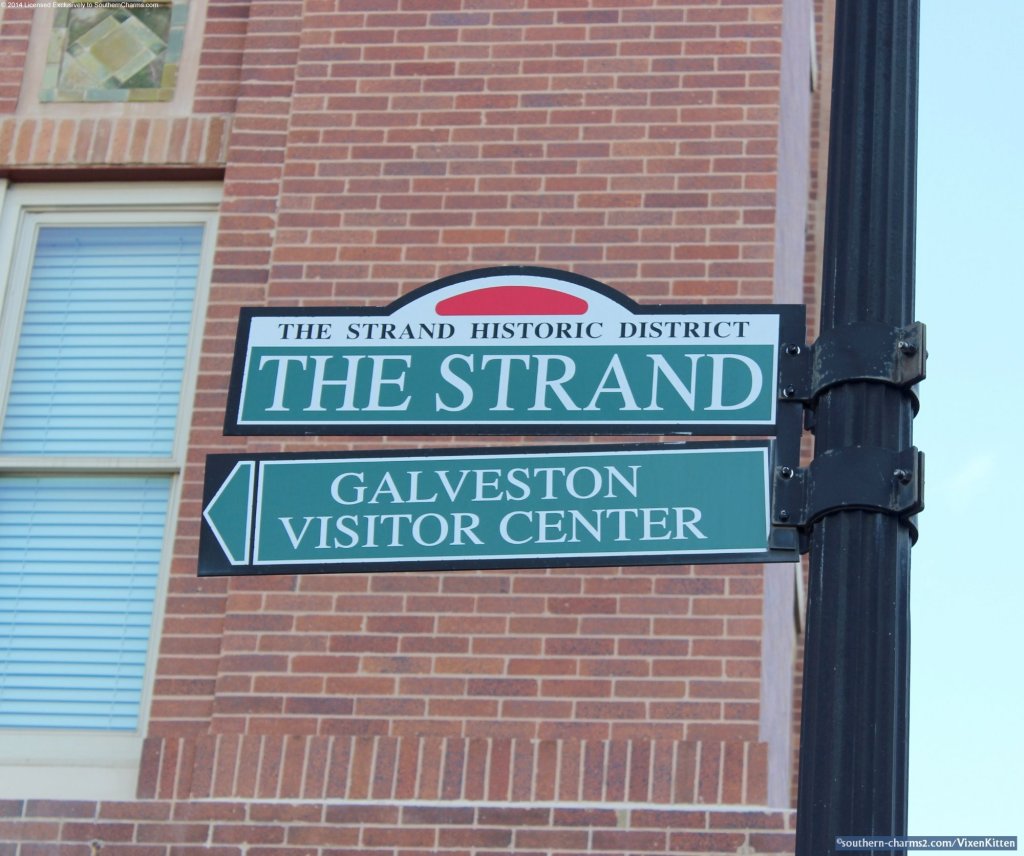 © 2014 Licensed Exclusively to SouthernCharms.com
THE STRAND HISTORIC DISTRICT
THE STRAND
GALVESTON
VISITOR CENTER
©southern-charms2.com/VixenKitten